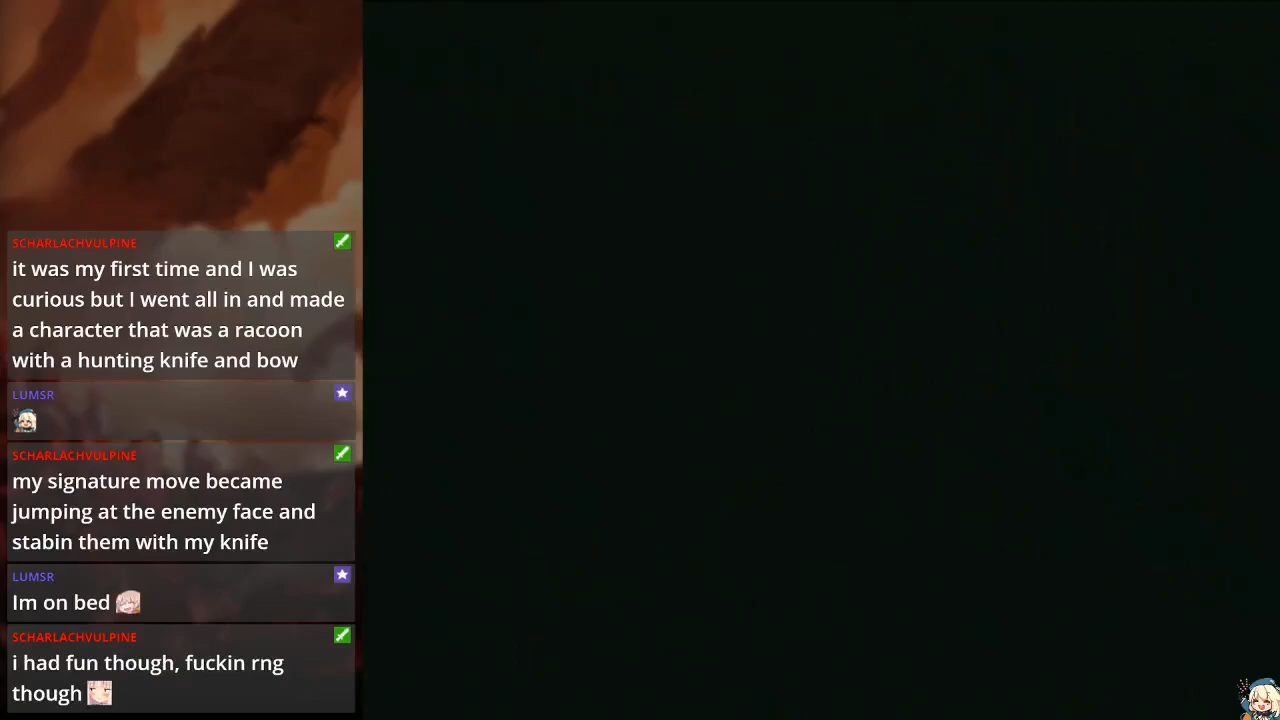 SCHARLACHVULPINE
it was my first time and I was
curious but I went all in and made
a character that was a racoon
with a hunting knife and bow
LUMSR
SCHARLACHVULPINE
my signature move became
jumping at the enemy face and
stabin them with my knife
LUMSR
Im on bed
SCHARLACHVULPINE
i had fun though, fuckin rng
though